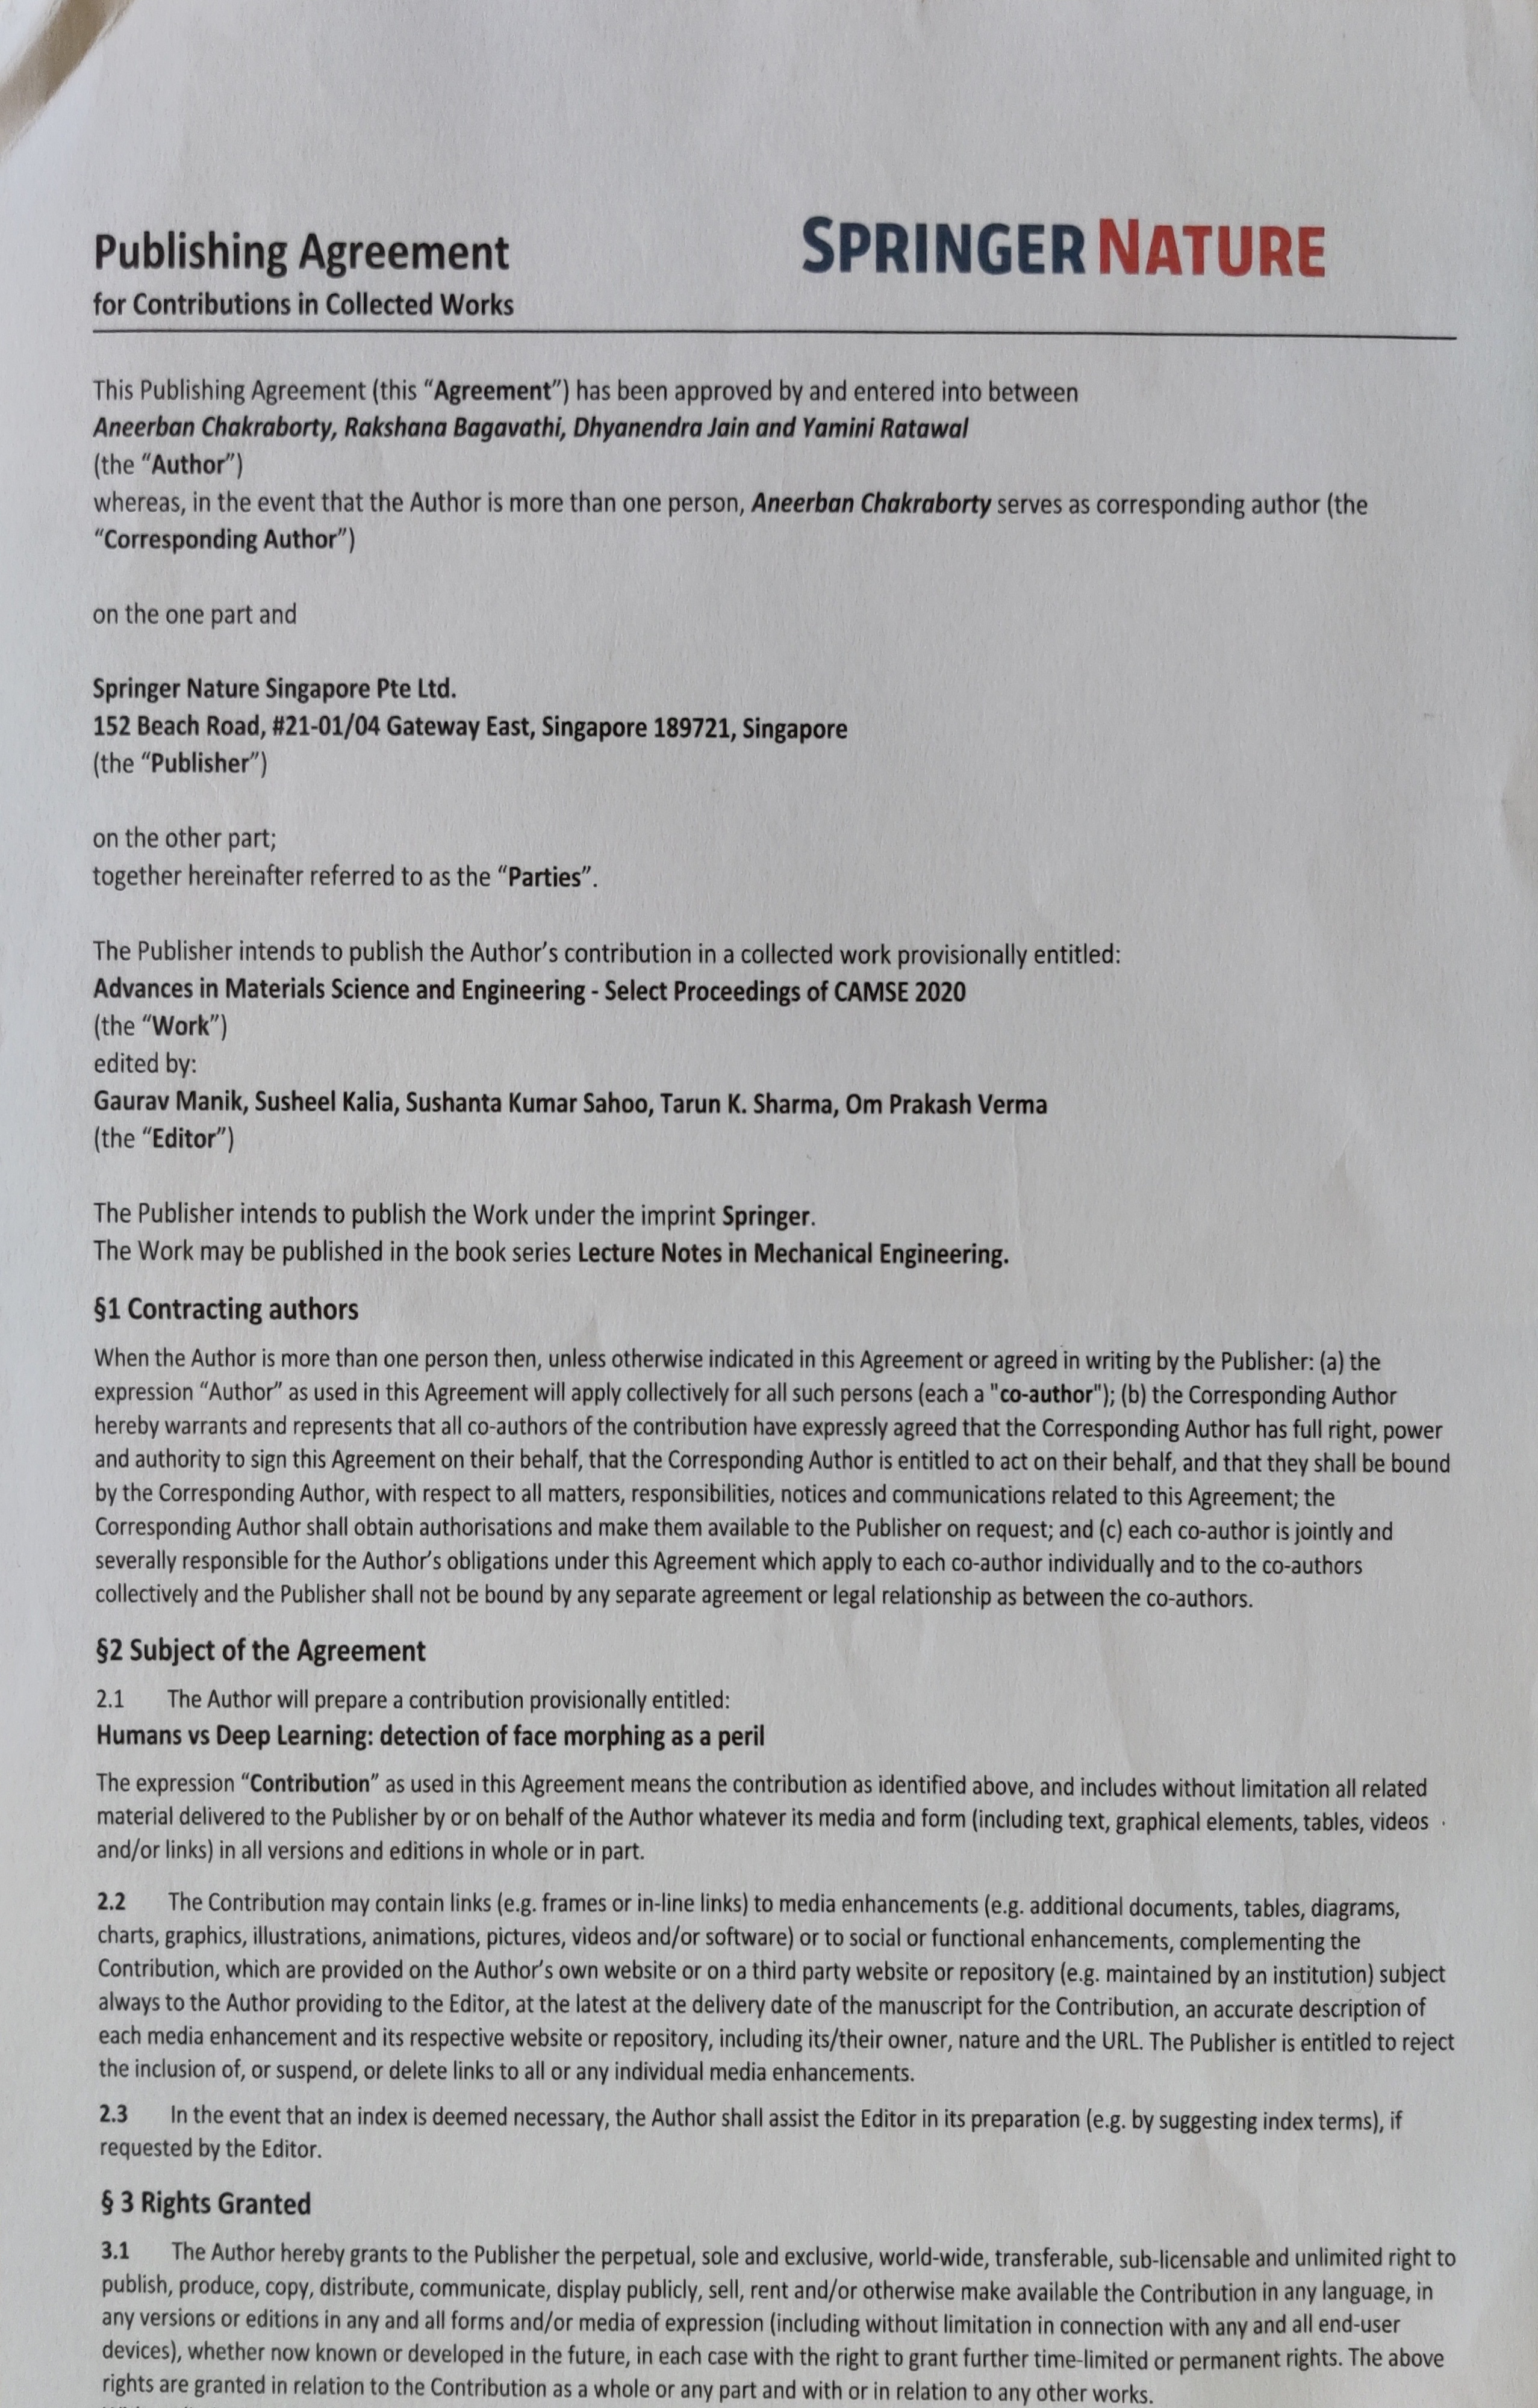 Publishing Agreement
SPRINGER NATURE
for Contributions in Collected Works
This Publishing Agreement (this “Agreement”) has been approved by and entered into between
Aneerban Chakraborty, Rakshana Bagavathi, Dhyanendra Jain and Yamini Ratawal
(the “Author”)
whereas, in the event that the Author is more than one person, Aneerban Chakraborty serves as corresponding author (the
“Corresponding Author”)
on the one part and
Springer Nature Singapore Pte Ltd.
152 Beach Road, #21-01/04 Gateway East, Singapore 189721, Singapore
(the “Publisher”)
on the other part;
together hereinafter referred to as the “Parties”.
The Publisher intends to publish the Author’s contribution in a collected work provisionally entitled:
Advances in Materials Science and Engineering - Select Proceedings of CAMSE 2020
(the “Work”)
edited by:
Gaurav Manik, Susheel Kalia, Sushanta Kumar Sahoo, Tarun K. Sharma, Om Prakash Verma
(the “Editor”)
The Publisher intends to publish the Work under the imprint Springer.
The Work may be published in the book series Lecture Notes in Mechanical Engineering.
§1 Contracting authors
When the Author is more than one person then, unless otherwise indicated in this Agreement or agreed in writing by the Publisher: (a) the
expression “Author” as used in this Agreement will apply collectively for all such persons (each a "co-author"); (b) the Corresponding Author
hereby warrants and represents that all co-authors of the contribution have expressly agreed that the Corresponding Author has full right, power
and authority to sign this Agreement on their behalf, that the Corresponding Author is entitled to act on their behalf, and that they shall be bound
by the Corresponding Author, with respect to all matters, responsibilities, notices and communications related to this Agreement; the
Corresponding Author shall obtain authorisations and make them available to the Publisher on request; and (c) each co-author is jointly and
severally responsible for the Author’s obligations under this Agreement which apply to each co-author individually and to the co-authors
collectively and the Publisher shall not be bound by any separate agreement or legal relationship as between the co-authors.
§2 Subject of the Agreement
2.1 The Author will prepare a contribution provisionally entitled:
Humans vs Deep Learning: detection of face morphing as a peril
The expression “Contribution” as used in this Agreement means the contribution as identified above, and includes without limitation all related
material delivered to the Publisher by or on behalf of the Author whatever its media and form (including text, graphical elements, tables, videos
and/or links) in all versions and editions in whole or in part.
2.2 The Contribution may contain links (e.g. frames or in-line links) to media enhancements (e.g. additional documents, tables, diagrams,
charts, graphics, illustrations, animations, pictures, videos and/or software) or to social or functional enhancements, complementing the
Contribution, which are provided on the Author’s own website or on a third party website or repository (e.g. maintained by an institution) subject
always to the Author providing to the Editor, at the latest at the delivery date of the manuscript for the Contribution, an accurate description of
each media enhancement and its respective website or repository, including its/their owner, nature and the URL. The Publisher is entitled to reject
the inclusion of, or suspend, or delete links to all or any individual media enhancements.
2.3 In the event that an index is deemed necessary, the Author shall assist the Editor in its preparation (e.g. by suggesting index terms), if
requested by the Editor.
§ 3 Rights Granted
3.1 The Author hereby grants to the Publisher the perpetual, sole and exclusive, world-wide, transferable, sub-licensable and unlimited right to
publish, produce, copy, distribute, communicate, display publicly, sell, rent and/or otherwise make available the Contribution in any language, in
any versions or editions in any and all forms and/or media of expression (including without limitation in connection with any and all end-user
devices), whether now known or developed in the future, in each case with the right to grant further time-limited or permanent rights. The above
rights are granted in relation to the Contribution as a whole or any part and with or in relation to any other works.